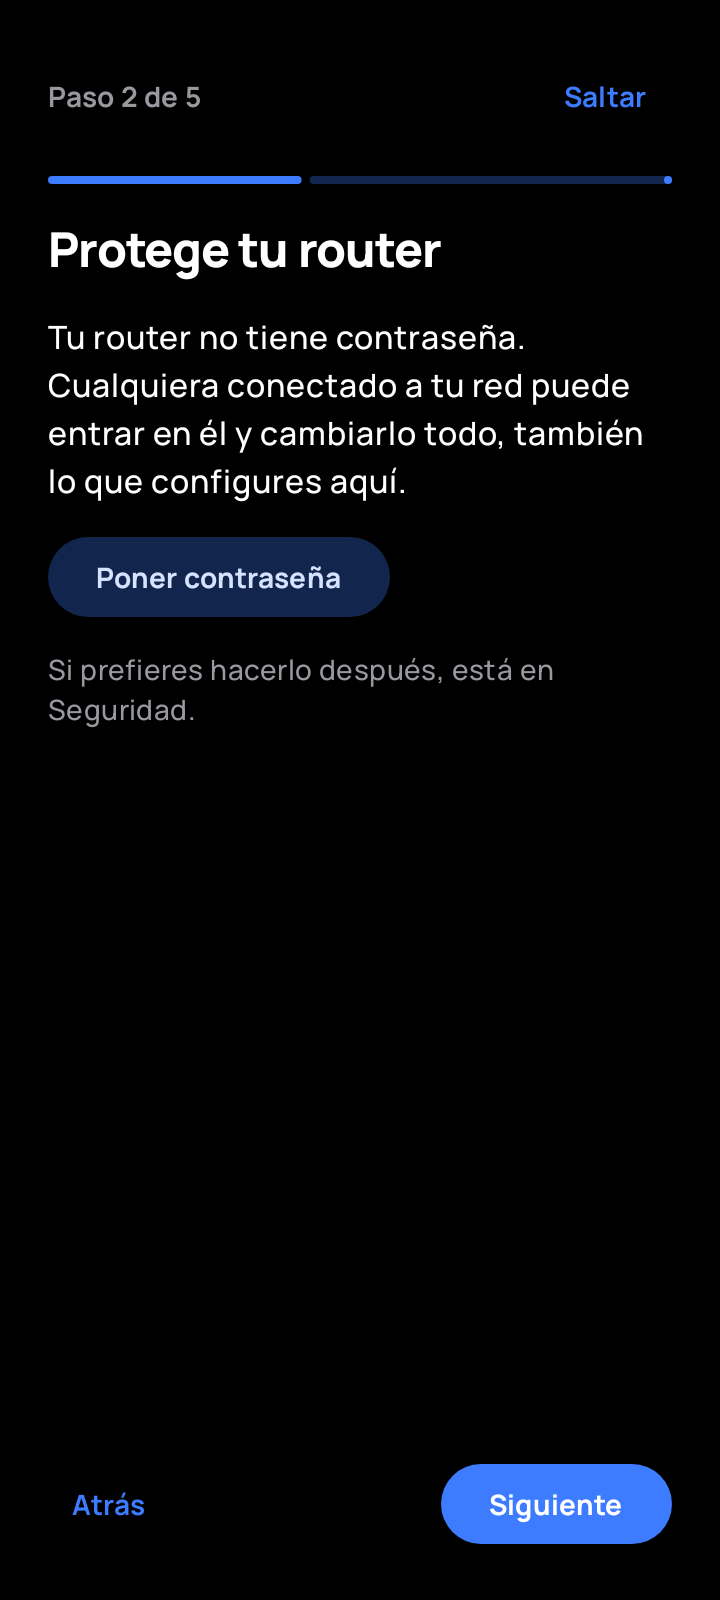 Paso 2 de 5
Saltar
Protege tu router
Tu router no tiene contraseña.
Cualquiera conectado a tu red puede
entrar en él y cambiarlo todo, también
lo que configures aquí.
Poner contraseña
Si prefieres hacerlo después, está en
Seguridad.
Atrás
Siguiente